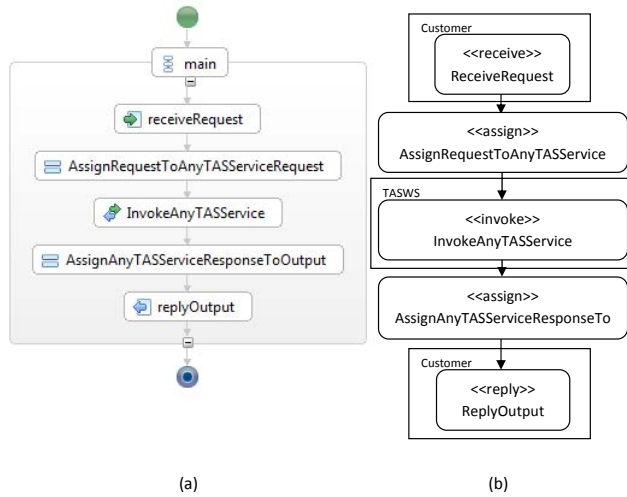 main
receiveRequest
AssignRequestToAnyTASServiceRequest
InvokeAnyTASService
AssignAnyTASServiceResponseToOutput
replyOutput
(a)
Customer
<<receive>>
ReceiveRequest
<<assign>>
AssignRequestToAnyTASService
TASWS
<<invoke>>
InvokeAnyTASService
<<assign>>
AssignAnyTASServiceResponseTo
Customer
<<reply>>
ReplyOutput
(b)